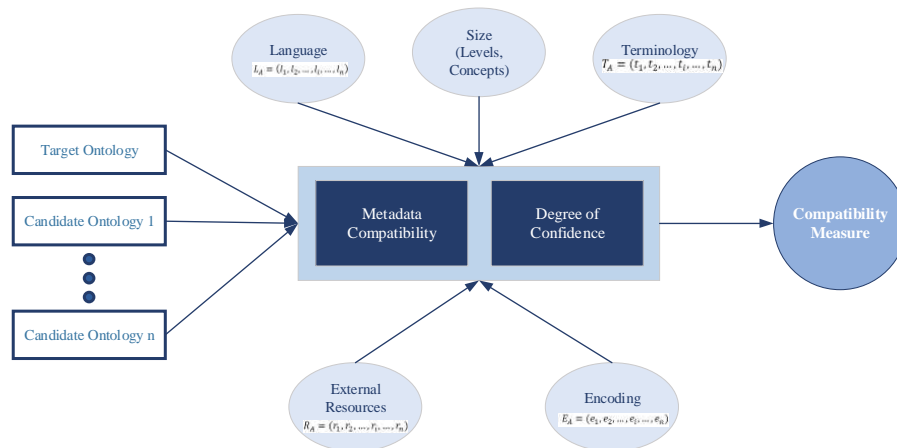 Language
L_A = (l_1, l_2, ..., l_i, ..., l_n)
Size
(Levels,
Concepts)
Terminology
T_A = (t_1, t_2, ..., t_i, ..., t_n)
Target Ontology
Candidate Ontology 1
Candidate Ontology n
Metadata
Compatibility
Degree of
Confidence
Compatibility
Measure
External
Resources
R_A = (r_1, r_2, ..., r_i, ..., r_n)
Encoding
E_A = (e_1, e_2, ..., e_i, ..., e_n)